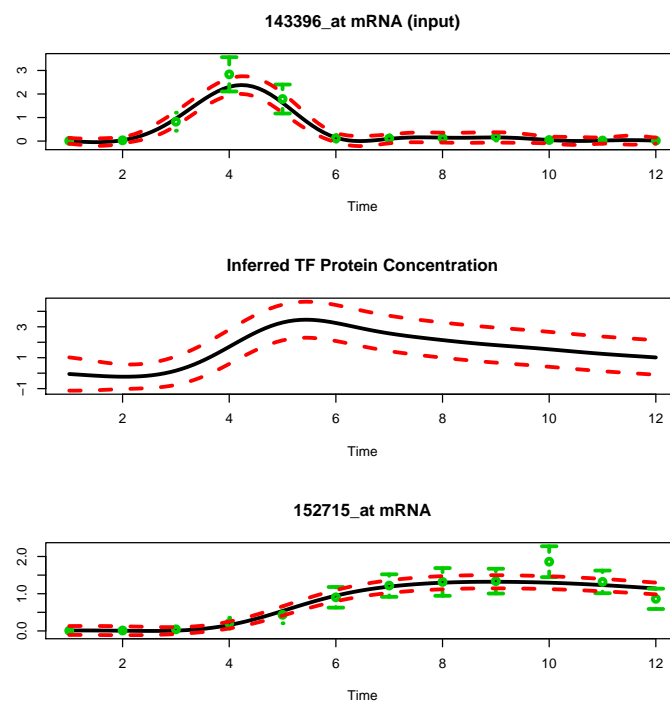 143396_at mRNA (input)
3
2
1
0
2 4 6 8 10 12
Time
Inferred TF Protein Concentration
3
1
−1
2 4 6 8 10 12
Time
152715_at mRNA
2.0
1.0
0.0
2 4 6 8 10 12
Time